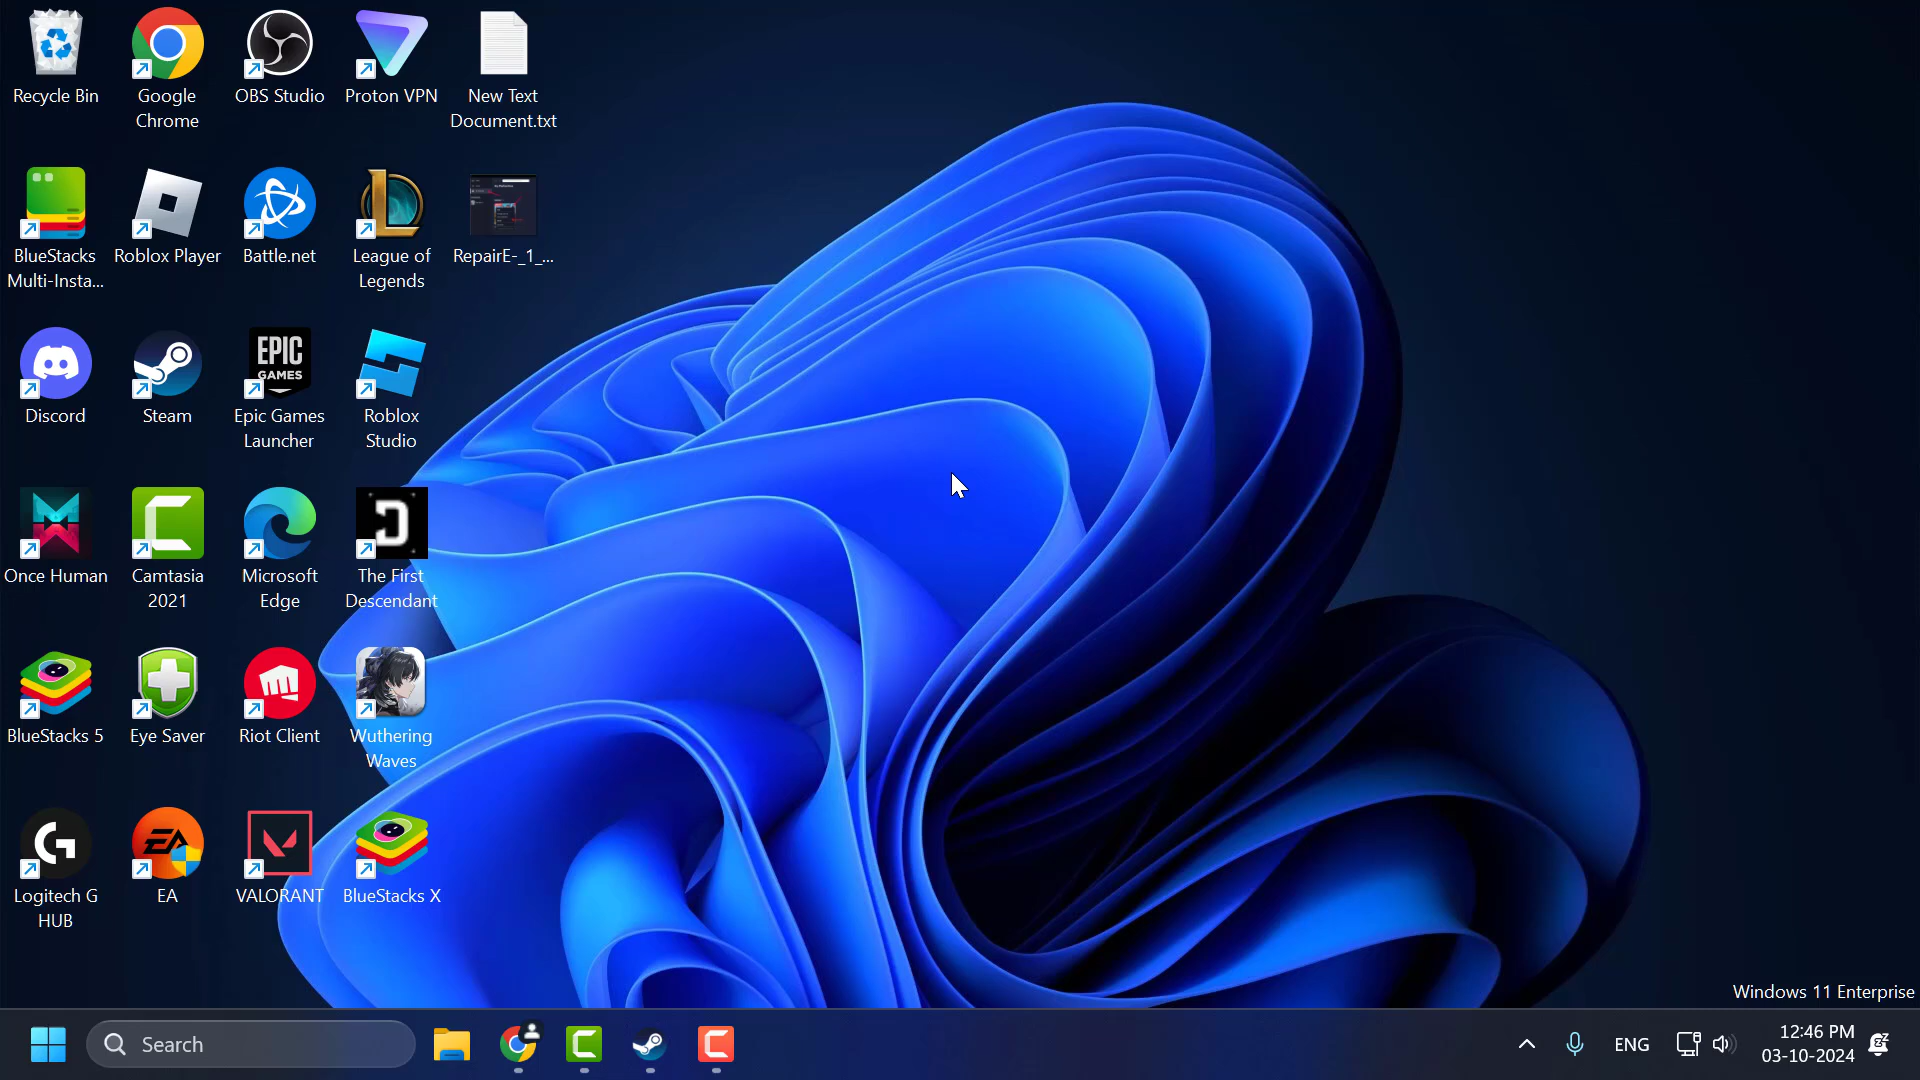 Recycle Bin
Google
Chrome
OBS Studio
Proton VPN
New Text
Document.txt
BlueStacks
Multi-Insta...
Roblox Player
Battle.net
League of
Legends
RepairE-_1_...
Discord
Steam
EPIC
GAMES
Epic Games
Launcher
Roblox
Studio
Once Human
Camtasia
2021
Microsoft
Edge
The First
Descendant
BlueStacks 5
Eye Saver
Riot Client
Wuthering
Waves
Logitech G
HUB
EA
EA
VALORANT
BlueStacks X
Windows 11 Enterprise
Search
ENG
12:46 PM
03-10-2024